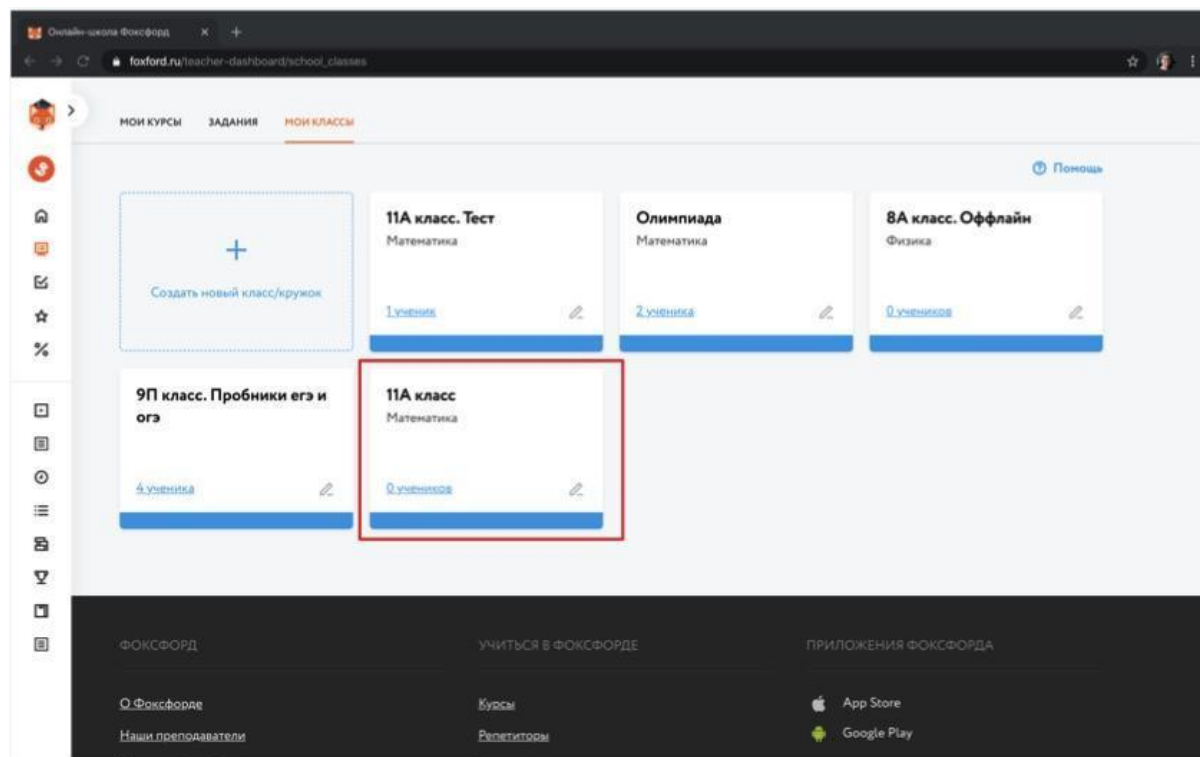 Онлайн-школа Фоксфорд
foxford.ru/teacher-dashboard/school_classes
МОИ КУРСЫ ЗАДАНИЯ МОИ КЛАССЫ
Помощь
Создать новый класс/кружок
11А класс. Тест
Математика
1 ученик
Олимпиада
Математика
2 ученика
8А класс. Оффлайн
Физика
0 учеников
9П класс. Пробники егэ и
огэ
4 ученика
11А класс
Математика
0 учеников
ФОКСФОРД
О Фоксфорде
Наши преподаватели
УЧИТЬСЯ В ФОКСФОРДЕ
Курсы
Репетиторы
ПРИЛОЖЕНИЯ ФОКСФОРДА
App Store
Google Play